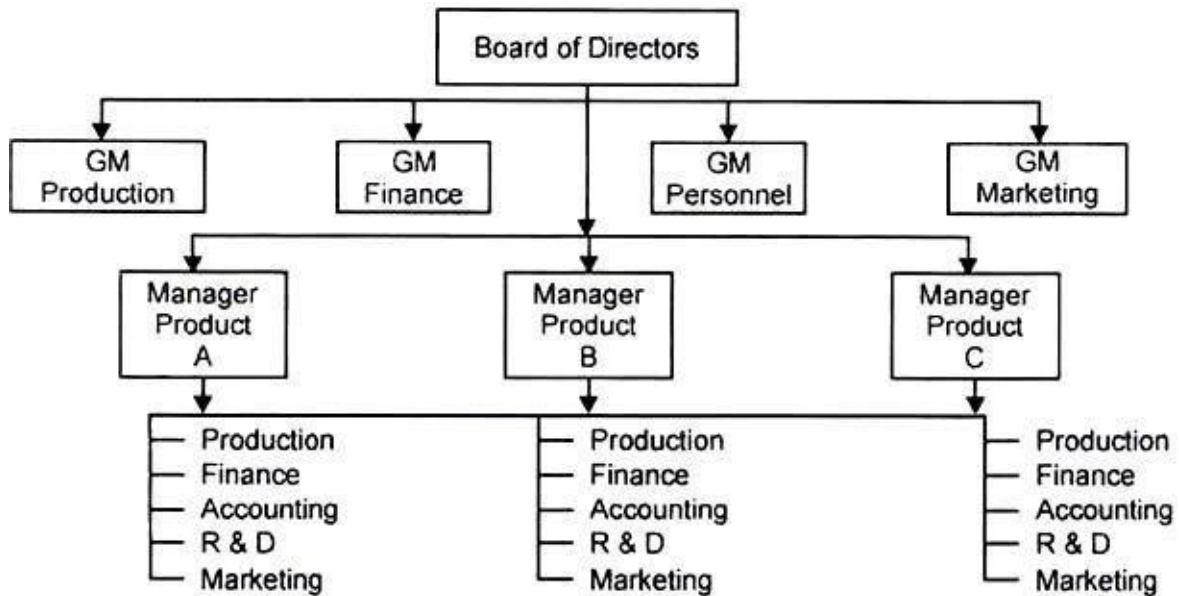 Board of Directors
GM
Production
GM
Finance
GM
Personnel
GM
Marketing
Manager
Product
A
Manager
Product
B
Manager
Product
C
Production
Finance
Accounting
R & D
Marketing
Production
Finance
Accounting
R & D
Marketing
Production
Finance
Accounting
R & D
Marketing